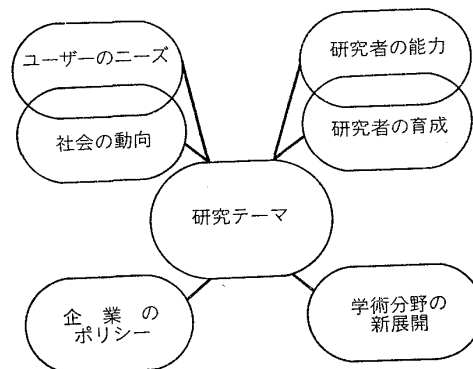 ユーザーのニーズ
社会の動向
研究者の能力
研究者の育成
研究テーマ
企業の
ポリシー
学術分野の
新展開